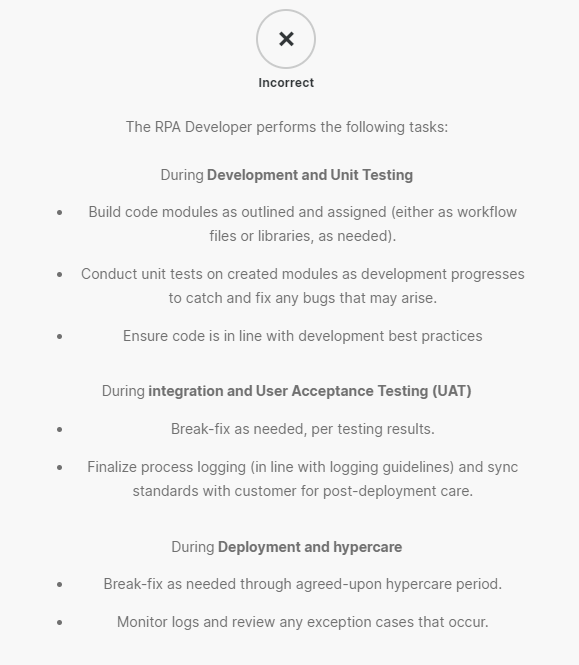 Incorrect
The RPA Developer performs the following tasks:
During Development and Unit Testing
• Build code modules as outlined and assigned (either as workflow
files or libraries, as needed).
• Conduct unit tests on created modules as development progresses
to catch and fix any bugs that may arise.
• Ensure code is in line with development best practices
During integration and User Acceptance Testing (UAT)
• Break-fix as needed, per testing results.
• Finalize process logging (in line with logging guidelines) and sync
standards with customer for post-deployment care.
During Deployment and hypercare
• Break-fix as needed through agreed-upon hypercare period.
• Monitor logs and review any exception cases that occur.